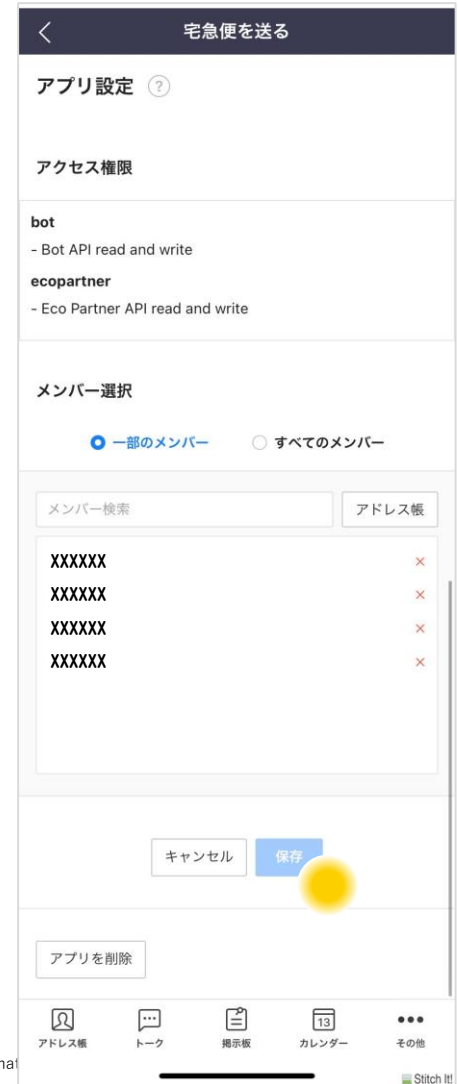 宅急便を送る
アプリ設定 ?
アクセス権限
bot
- Bot API read and write
ecopartner
- Eco Partner API read and write
メンバー選択
一部のメンバー すべてのメンバー
メンバー検索 アドレス帳
XXXXXX ×
XXXXXX ×
XXXXXX ×
XXXXXX ×
キャンセル 保存
アプリを削除
13
アドレス帳 トーク 掲示板 カレンダー その他
Stitch It!